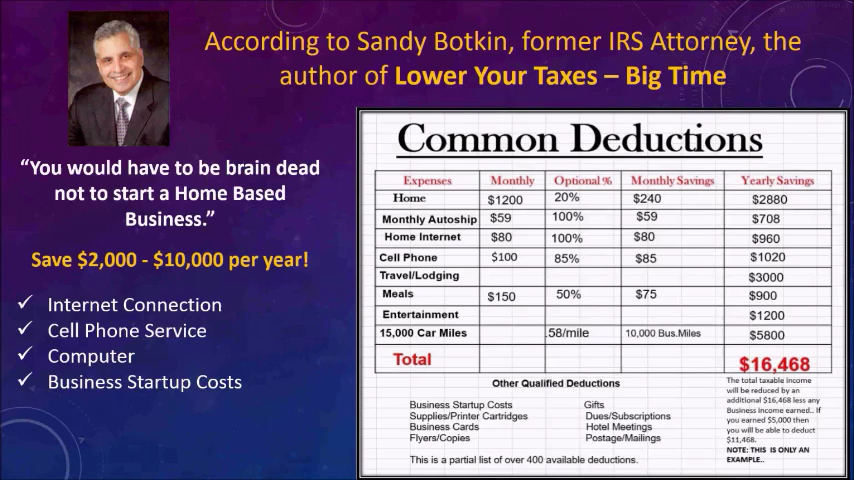 According to Sandy Botkin, former IRS Attorney, the
author of Lower Your Taxes – Big Time
“You would have to be brain dead
not to start a Home Based
Business.”
Save $2,000 - $10,000 per year!
✓ Internet Connection
✓ Cell Phone Service
✓ Computer
✓ Business Startup Costs
Common Deductions
Expenses Monthly Optional % Monthly Savings Yearly Savings
Home $1200 20% $240 $2880
Monthly Autoship $59 100% $59 $708
Home Internet $80 100% $80 $960
Cell Phone $100 85% $85 $1020
Travel/Lodging $3000
Meals $150 50% $75 $900
Entertainment $1200
15,000 Car Miles .58/mile 10,000 Bus.Miles $5800
Total $16,468
Other Qualified Deductions
Business Startup Costs Gifts
Supplies/Printer Cartridges Dues/Subscriptions
Business Cards Hotel Meetings
Flyers/Copies Postage/Mailings
This is a partial list of over 400 available deductions.
The total taxable income
will be reduced by an
additional $16,468 less any
Business income earned.. If
you earned $5,000 then
you will be able to deduct
$11,468.
NOTE: THIS IS ONLY AN
EXAMPLE..